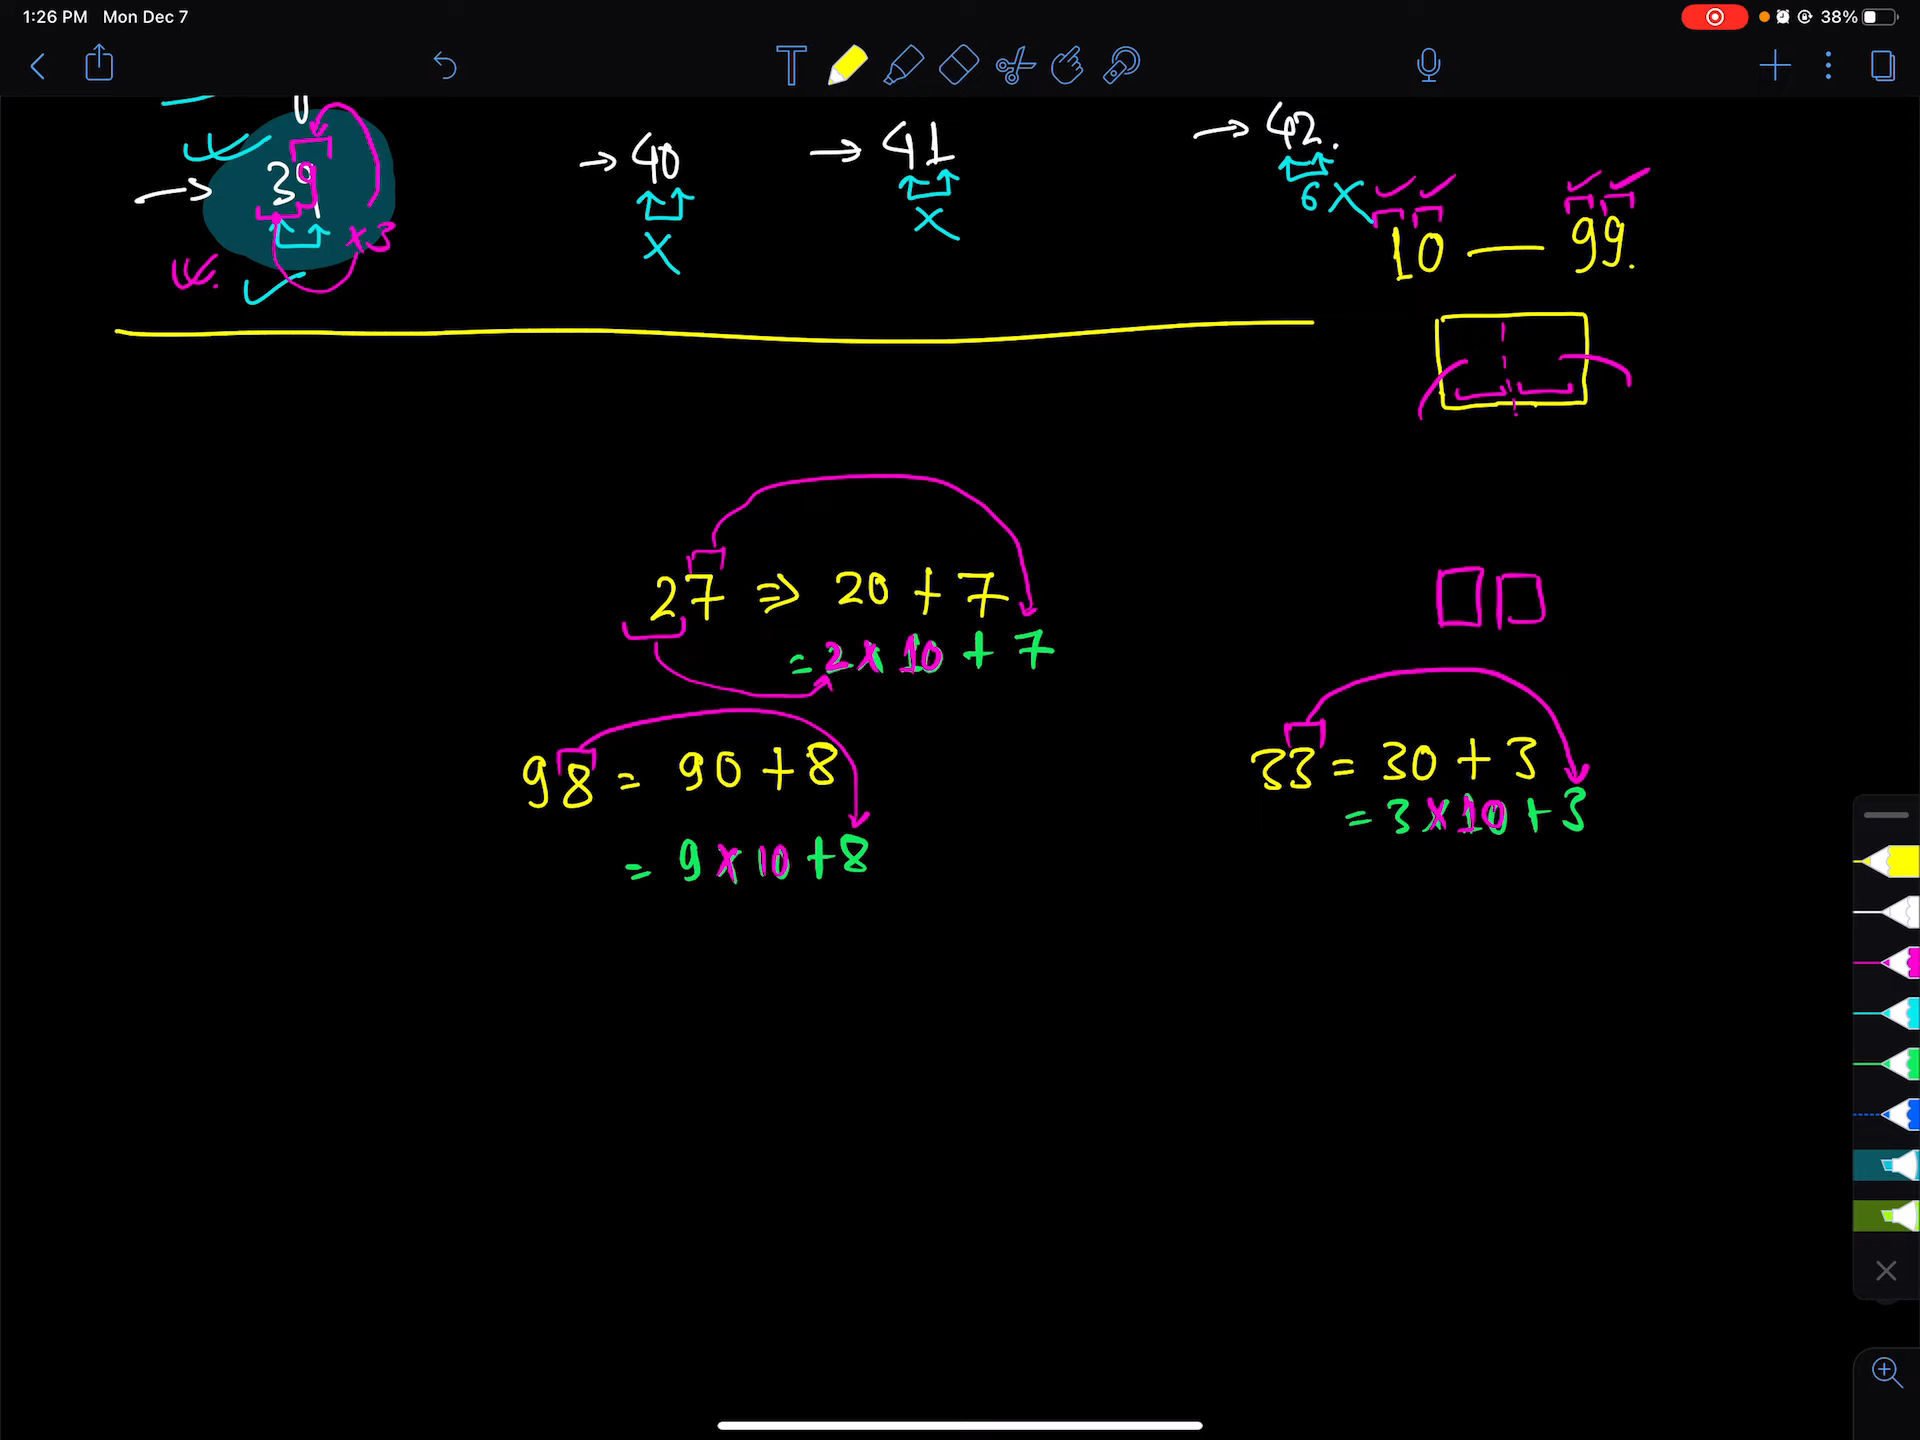 1:26 PM Mon Dec 7 38%
→ 39 → 40 → 41 → 42.
x3 x x 6 x
10 — 99.
27 ⇒ 20 + 7
= 2 x 10 + 7
98 = 90 + 8
= 9 x 10 + 8
33 = 30 + 3
= 3 x 10 + 3